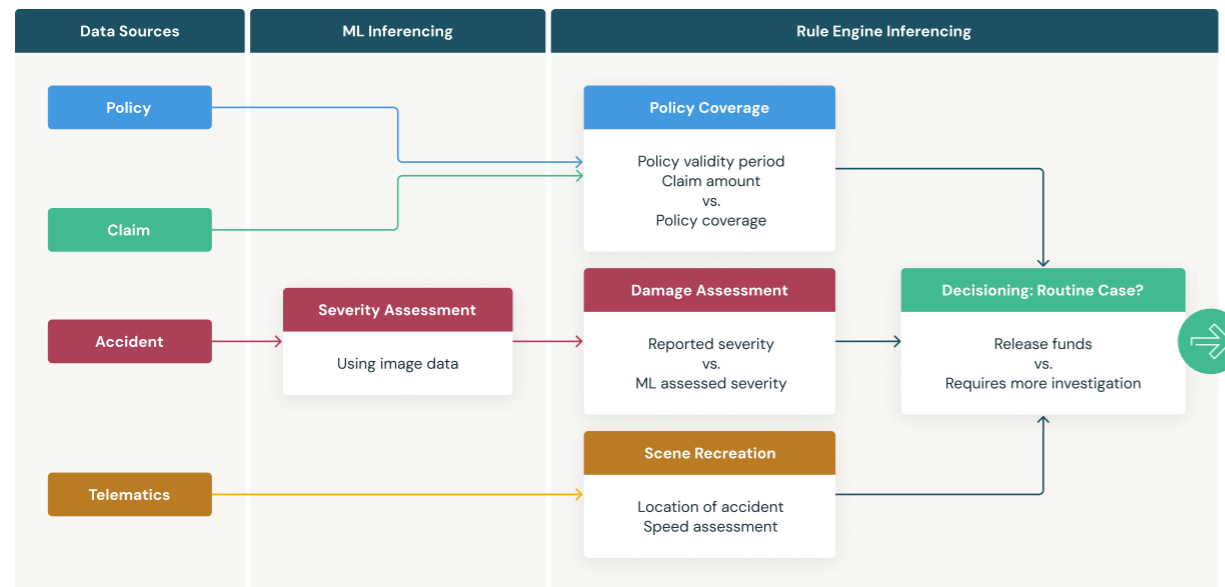 Data Sources
ML Inferencing
Rule Engine Inferencing
Policy
Claim
Accident
Telematics
Severity Assessment
Using image data
Policy Coverage
Policy validity period
Claim amount
vs.
Policy coverage
Damage Assessment
Reported severity
vs.
ML assessed severity
Scene Recreation
Location of accident
Speed assessment
Decisioning: Routine Case?
Release funds
vs.
Requires more investigation